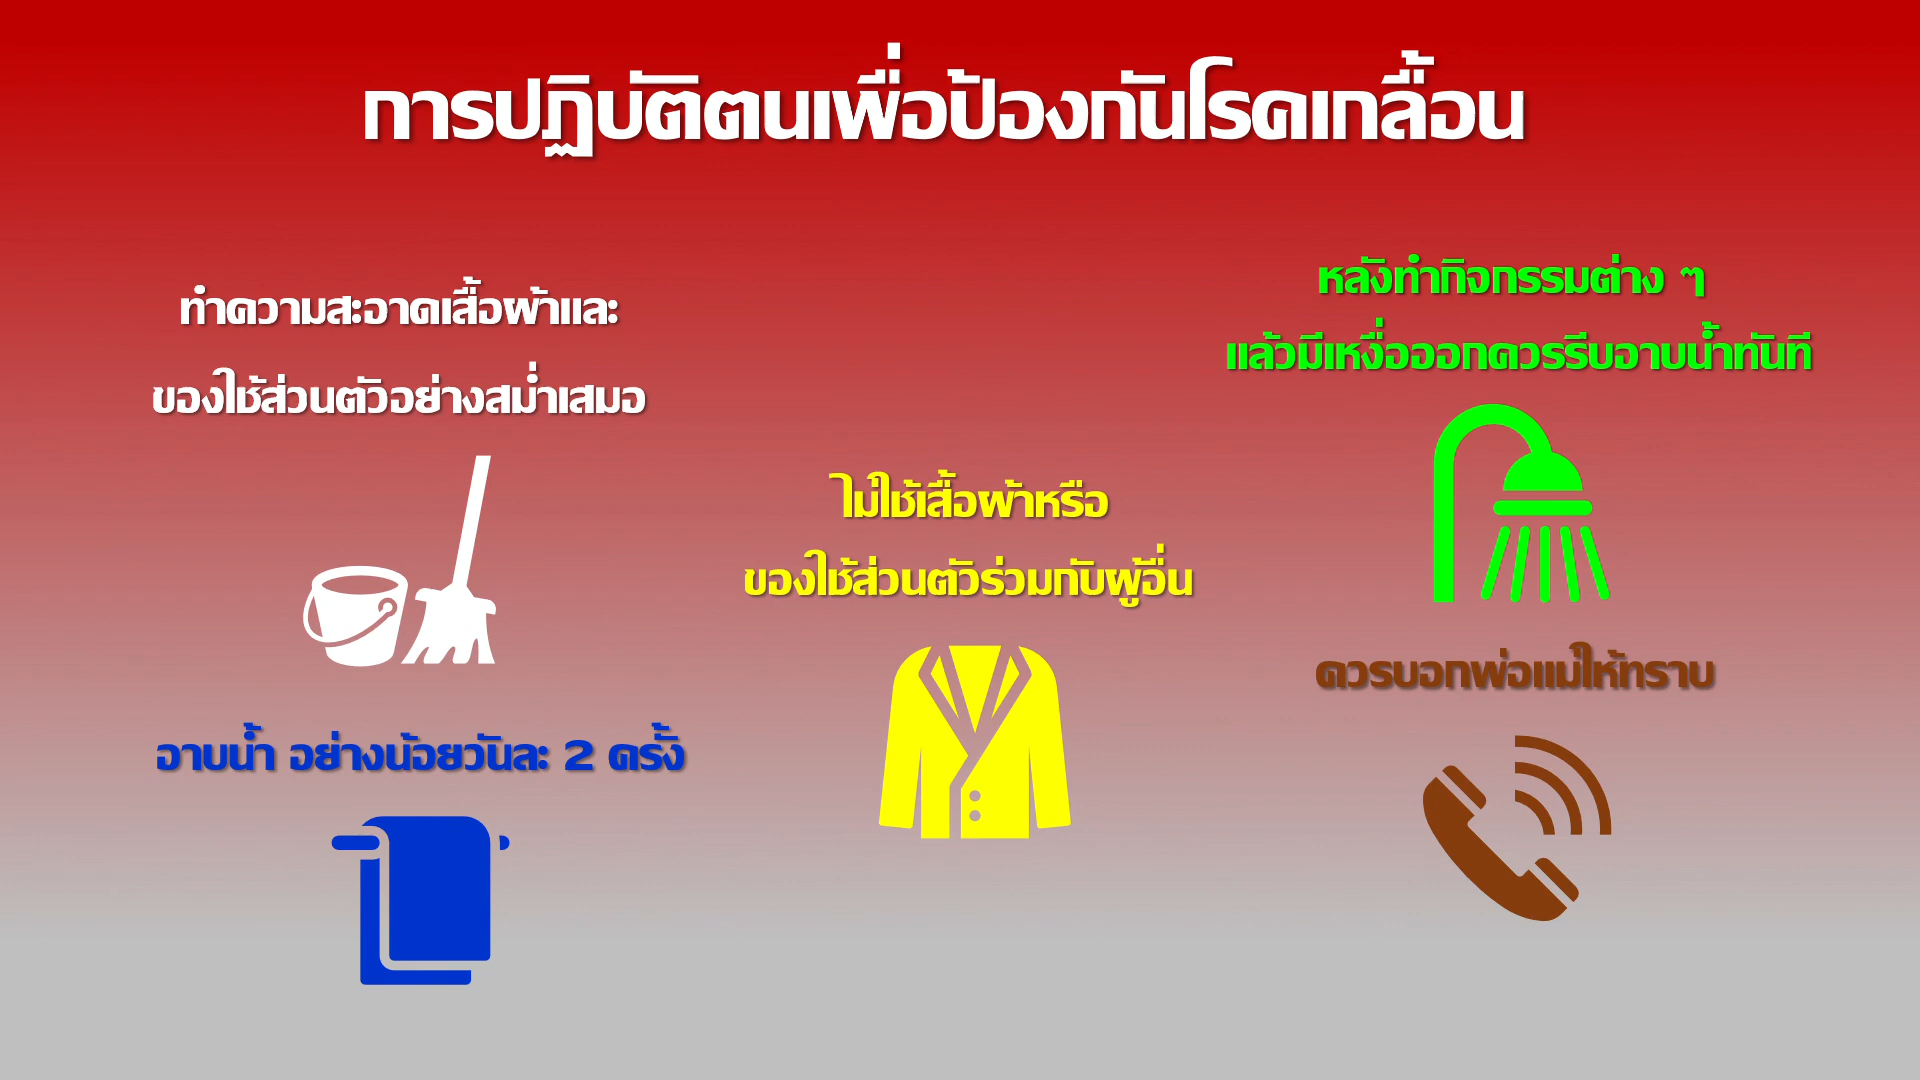 การปฏิบัติตนเพื่อป้องกันโรคเกลื้อน
ทำความสะอาดเสื้อผ้าและ
ของใช้ส่วนตัวอย่างสม่ำเสมอ
อาบน้ำ อย่างน้อยวันละ 2 ครั้ง
ไม่ใช้เสื้อผ้าหรือ
ของใช้ส่วนตัวร่วมกับผู้อื่น
หลังทำกิจกรรมต่าง ๆ
แล้วมีเหงื่อออกควรรีบอาบน้ำทันที
ควรบอกพ่อแม่ให้ทราบ